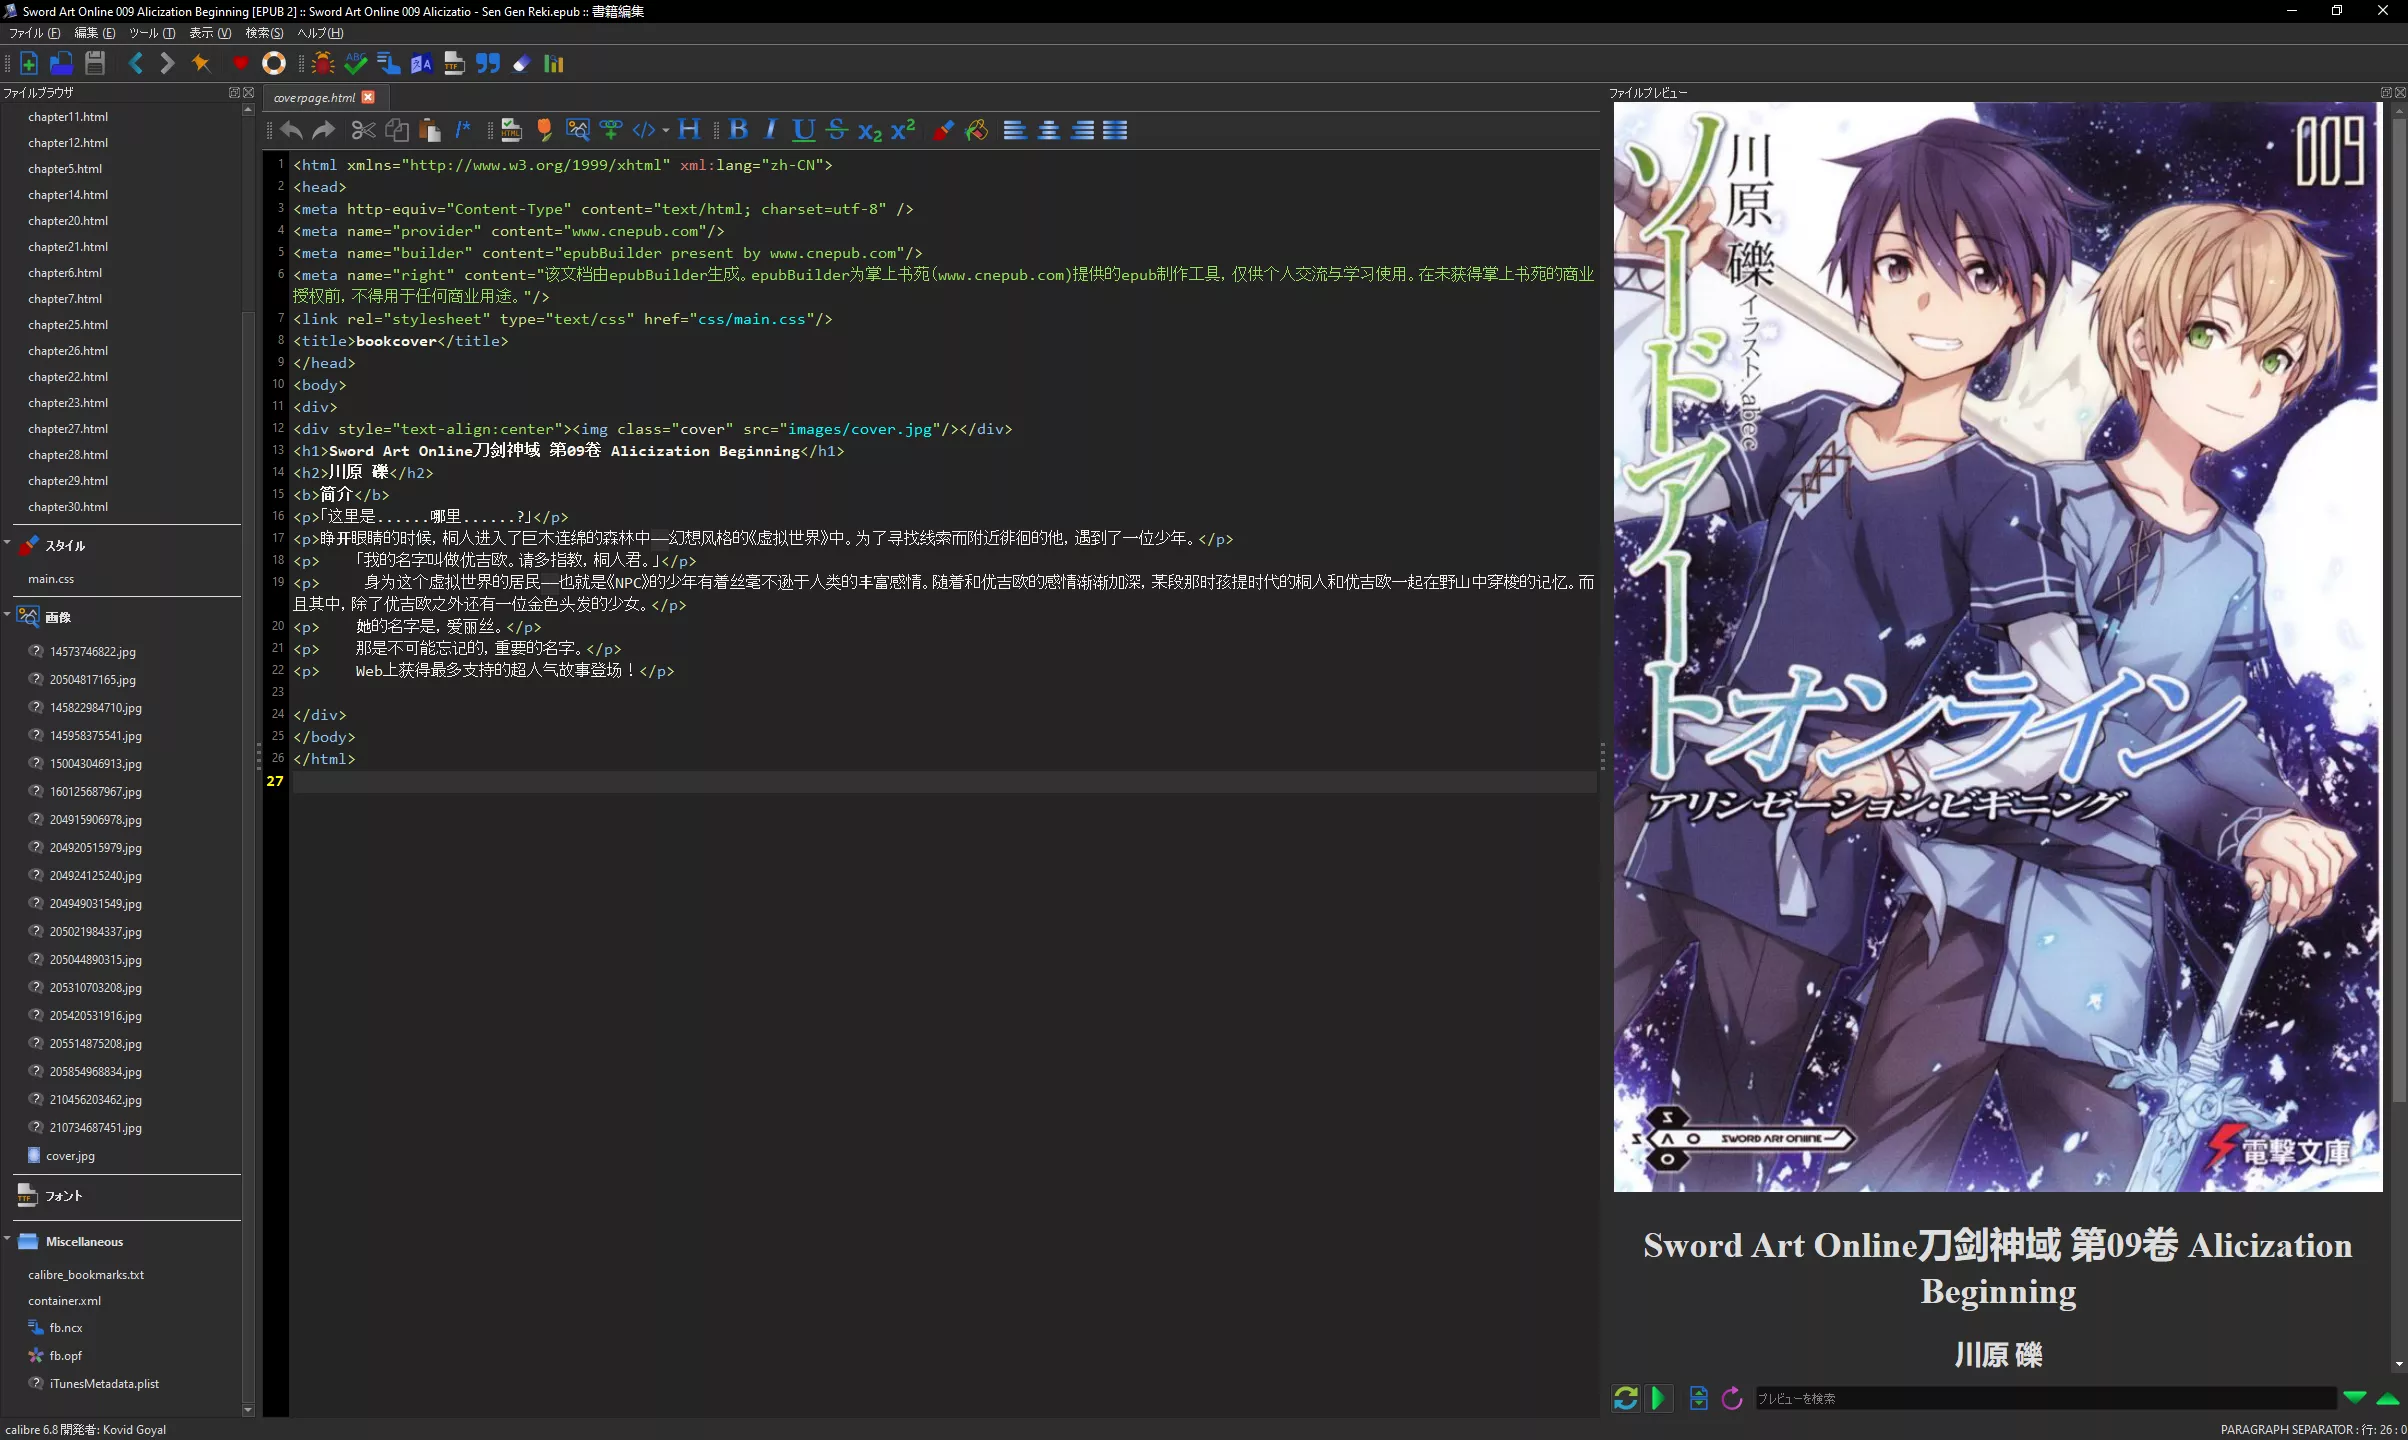 Sword Art Online 009 Alicization Beginning [EPUB 2] :: Sword Art Online 009 Alicizatio - Sen Gen Reki.epub :: 書籍編集
ファイル (F) 編集 (E) ツール (T) 表示 (V) 検索(S) ヘルプ(H)
ファイルブラウザ
chapter11.html
chapter12.html
chapter5.html
chapter14.html
chapter20.html
chapter21.html
chapter6.html
chapter7.html
chapter25.html
chapter26.html
chapter22.html
chapter23.html
chapter27.html
chapter28.html
chapter29.html
chapter30.html
スタイル
main.css
画像
14573746822.jpg
20504817165.jpg
145822984710.jpg
145958375541.jpg
150043046913.jpg
160125687967.jpg
204915906978.jpg
204920515979.jpg
204924125240.jpg
204949031549.jpg
205021984337.jpg
205044890315.jpg
205310703208.jpg
205420531916.jpg
205514875208.jpg
205854968834.jpg
210456203462.jpg
210734687451.jpg
cover.jpg
フォント
Miscellaneous
calibre_bookmarks.txt
container.xml
fb.ncx
fb.opf
iTunesMetadata.plist
coverpage.html
1 <html xmlns="http://www.w3.org/1999/xhtml" xml:lang="zh-CN">
2 <head>
3 <meta http-equiv="Content-Type" content="text/html; charset=utf-8" />
4 <meta name="provider" content="www.cnepub.com"/>
5 <meta name="builder" content="epubBuilder present by www.cnepub.com"/>
6 <meta name="right" content="该文档由epubBuilder生成。epubBuilder为掌上书苑(www.cnepub.com)提供的epub制作工具，仅供个人交流与学习使用。在未获得掌上书苑的商业
授权前，不得用于任何商业用途。"/>
7 <link rel="stylesheet" type="text/css" href="css/main.css"/>
8 <title>bookcover</title>
9 </head>
10 <body>
11 <div>
12 <div style="text-align:center"><img class="cover" src="images/cover.jpg"/></div>
13 <h1>Sword Art Online刀剑神域 第09卷 Alicization Beginning</h1>
14 <h2>川原 礫</h2>
15 <b>简介</b>
16 <p>「这里是......哪里......?」</p>
17 <p>睁开眼睛的时候，桐人进入了巨木连绵的森林中——幻想风格的《虚拟世界》中。为了寻找线索而附近徘徊的他，遇到了一位少年。</p>
18 <p>    「我的名字叫做优吉欧。请多指教，桐人君。」</p>
19 <p>     身为这个虚拟世界的居民——也就是《NPC》的少年有着丝毫不逊于人类的丰富感情。随着和优吉欧的感情渐渐加深，某段那时孩提时代的桐人和优吉欧一起在野山中穿梭的记忆。而
且其中，除了优吉欧之外还有一位金色头发的少女。</p>
20 <p>    她的名字是，爱丽丝。</p>
21 <p>    那是不可能忘记的，重要的名字。</p>
22 <p>    Web上获得最多支持的超人气故事登场！</p>
23
24 </div>
25 </body>
26 </html>
27
ファイルプレビュー
009
川原 礫
イラスト/abec
ソードアート
オンライン
アリシゼーション・ビギニング
SAO SWORD ART ONLINE
電撃文庫
Sword Art Online刀剑神域 第09卷 Alicization
Beginning
川原 礫
プレビューを検索
calibre 6.8 開発者: Kovid Goyal
PARAGRAPH SEPARATOR : 行: 26 : 0